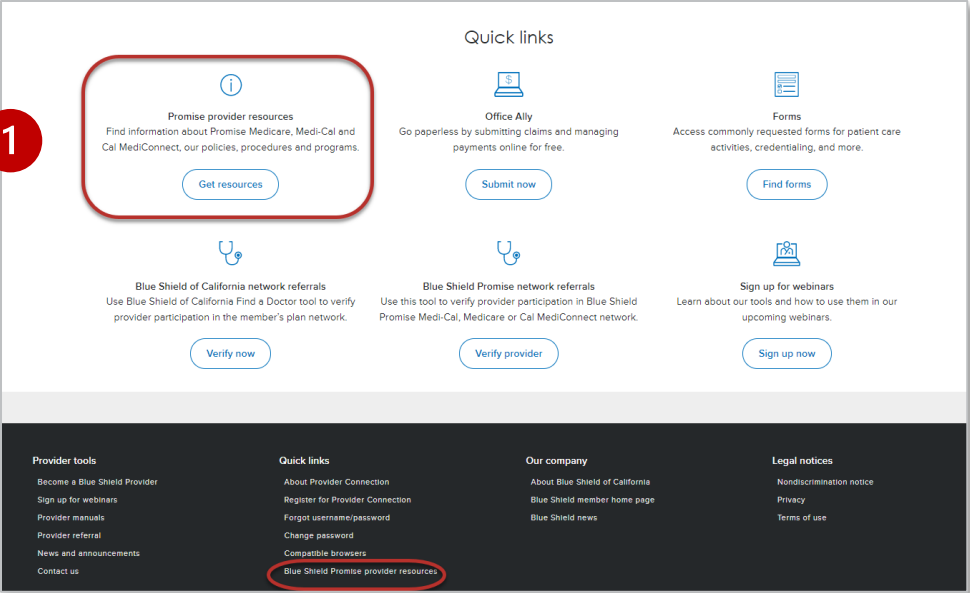 Quick links
1
Promise provider resources
Find information about Promise Medicare, Medi-Cal and
Cal MediConnect, our policies, procedures and programs.
Get resources
$
Office Ally
Go paperless by submitting claims and managing
payments online for free.
Submit now
Forms
Access commonly requested forms for patient care
activities, credentialing, and more.
Find forms
Blue Shield of California network referrals
Use Blue Shield of California Find a Doctor tool to verify
provider participation in the member's plan network.
Verify now
Blue Shield Promise network referrals
Use this tool to verify provider participation in Blue Shield
Promise Medi-Cal, Medicare or Cal MediConnect network.
Verify provider
Sign up for webinars
Learn about our tools and how to use them in our
upcoming webinars.
Sign up now
Provider tools
Become a Blue Shield Provider
Sign up for webinars
Provider manuals
Provider referral
News and announcements
Contact us
Quick links
About Provider Connection
Register for Provider Connection
Forgot username/password
Change password
Compatible browsers
Blue Shield Promise provider resources
Our company
About Blue Shield of California
Blue Shield member home page
Blue Shield news
Legal notices
Nondiscrimination notice
Privacy
Terms of use